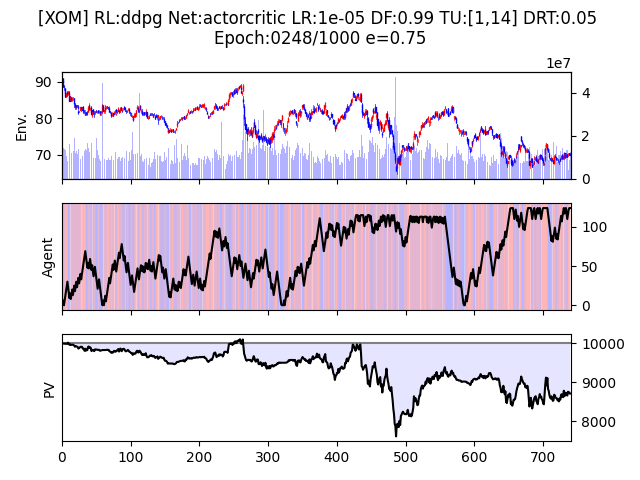 [XOM] RL:ddpg Net:actorcritic LR:1e-05 DF:0.99 TU:[1,14] DRT:0.05
Epoch:0248/1000 e=0.75
1e7
90
80
70
Env.
4
2
0
Agent
100
50
0
PV
10000
9000
8000
0 100 200 300 400 500 600 700